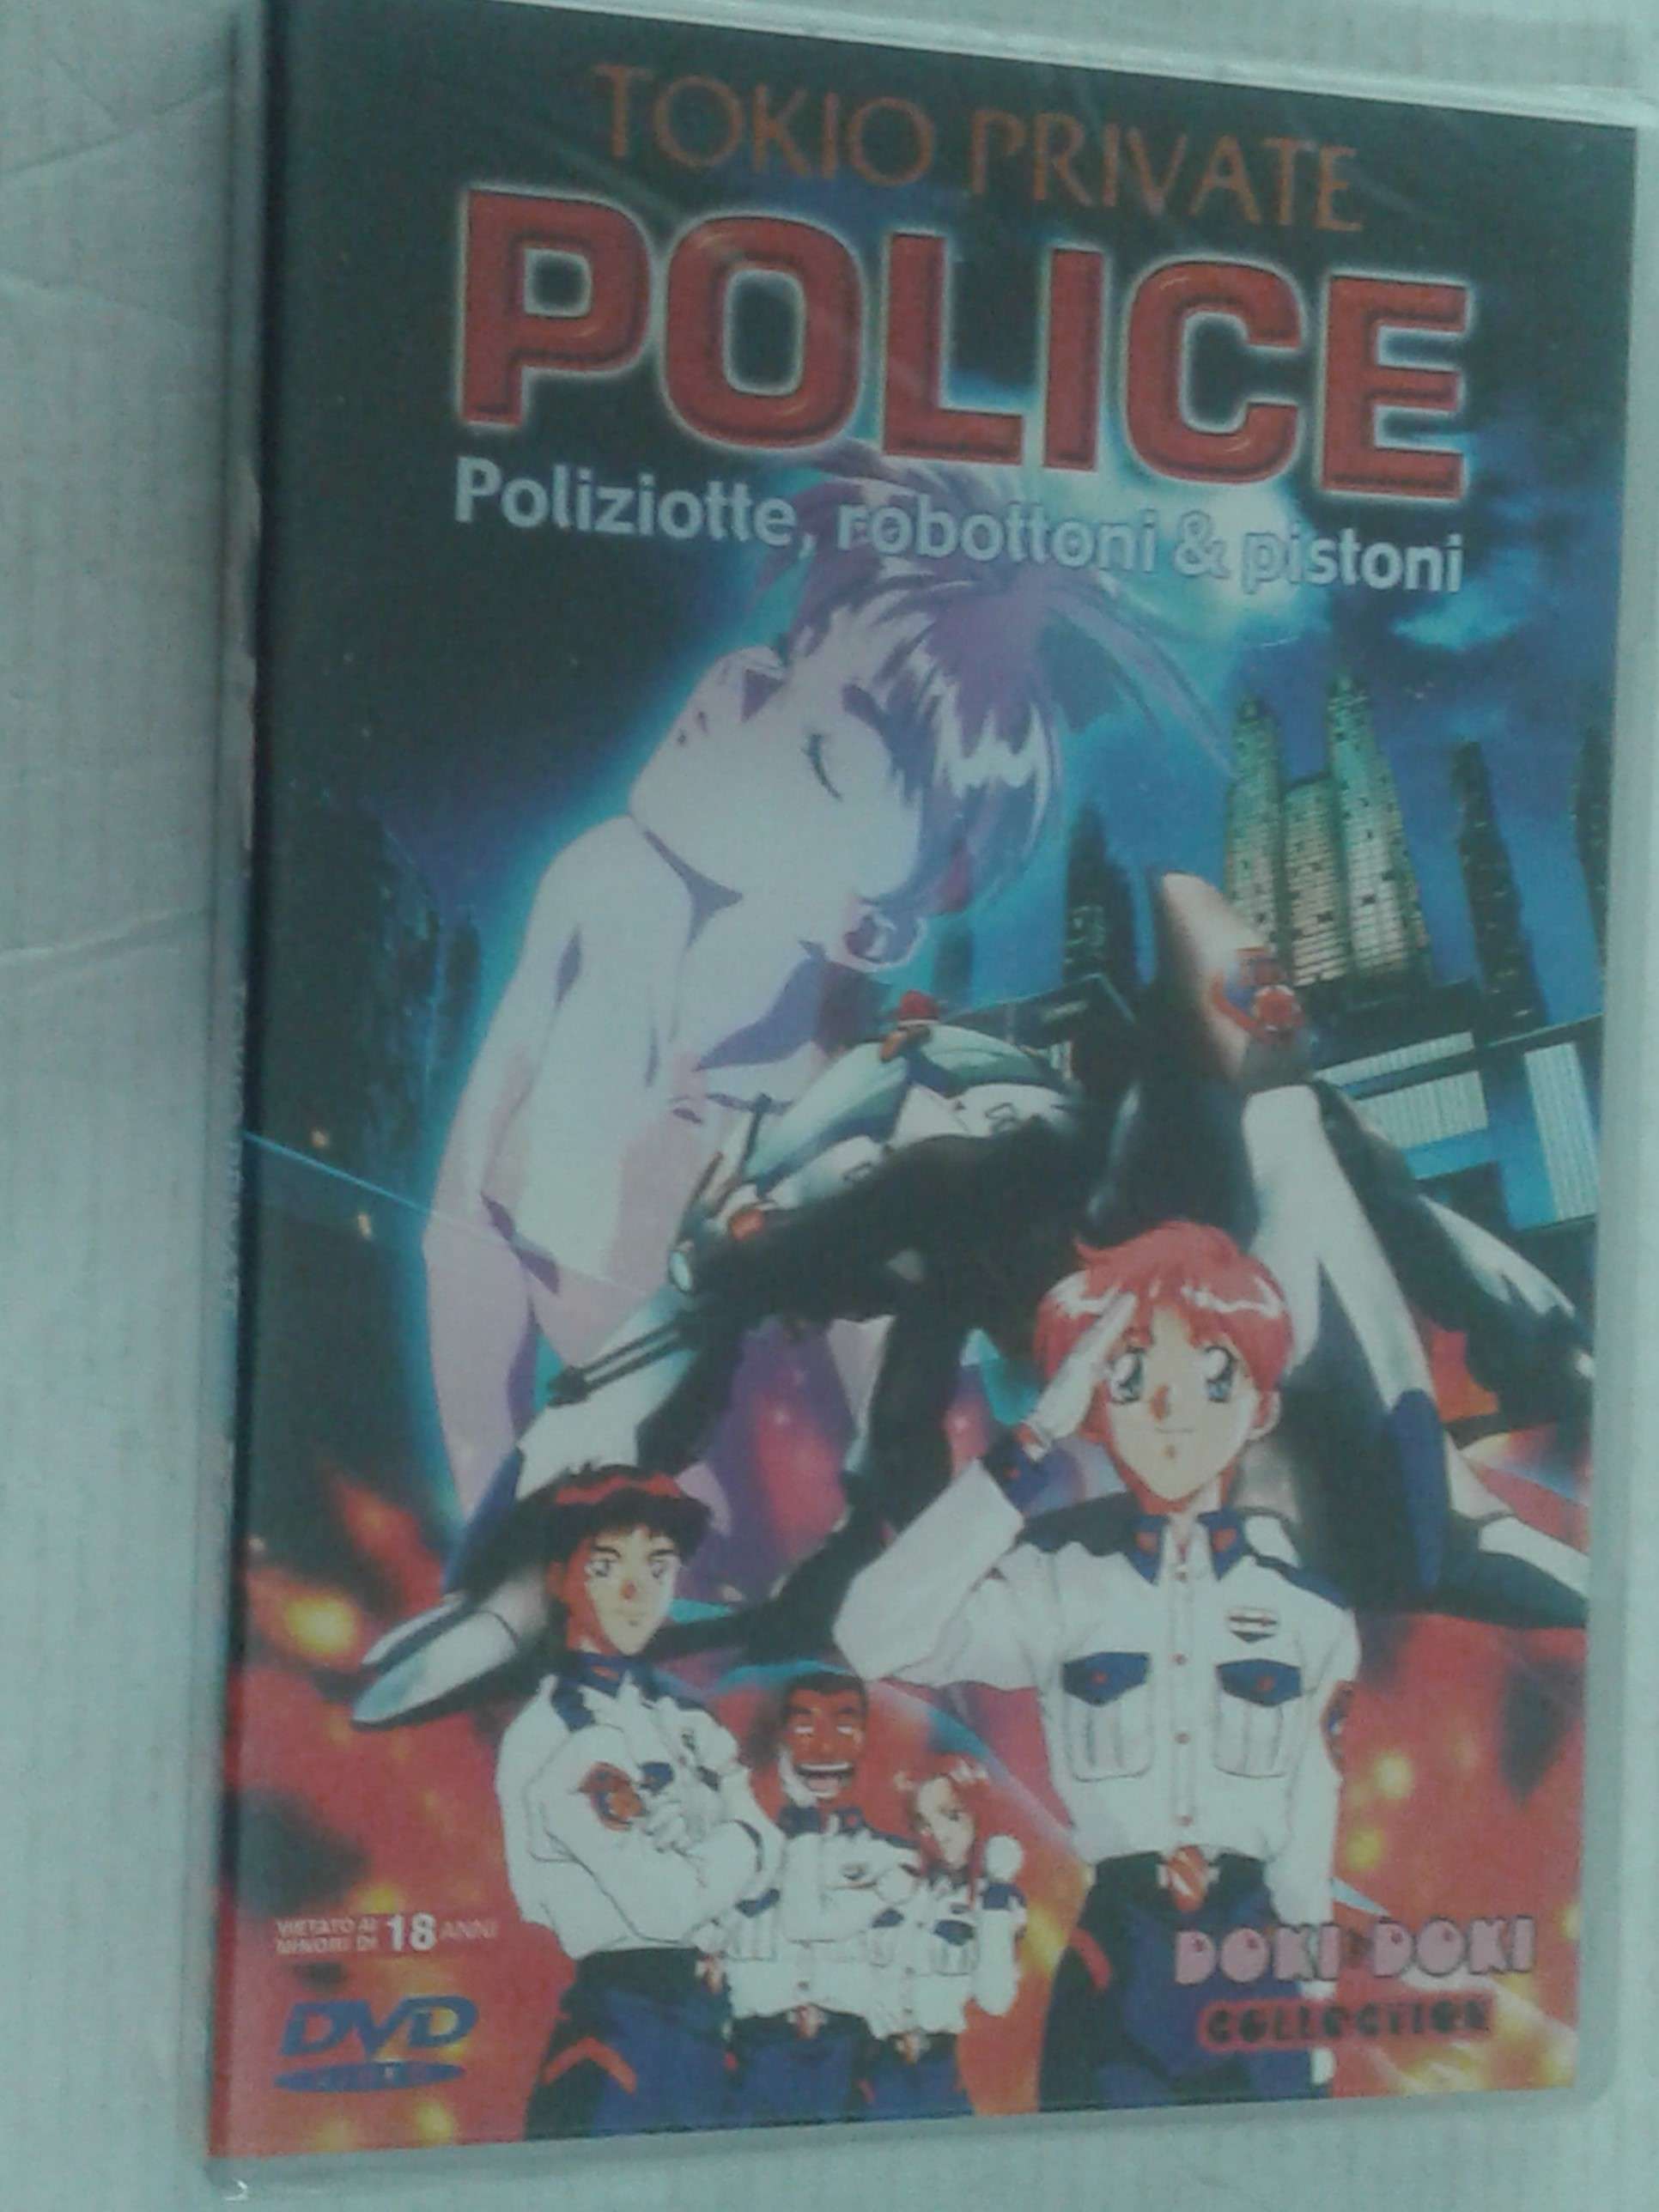 TOKIO PRIVATE
POLICE
Poliziotte, robottoni & pistoni
VIETATO AI
MINORI DI 18 ANNI
DVD
DOKI DOKI
COLLECTION